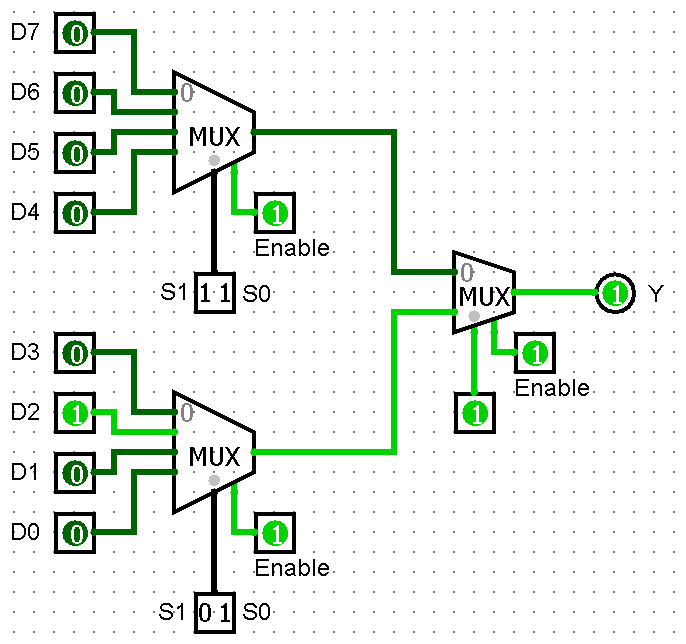 D7 0
D6 0
D5 0
D4 0
0
MUX
1
Enable
S1 1 1 S0
D3 0
D2 1
D1 0
D0 0
0
MUX
1
Enable
S1 0 1 S0
0
MUX
1 Y
1
Enable
1